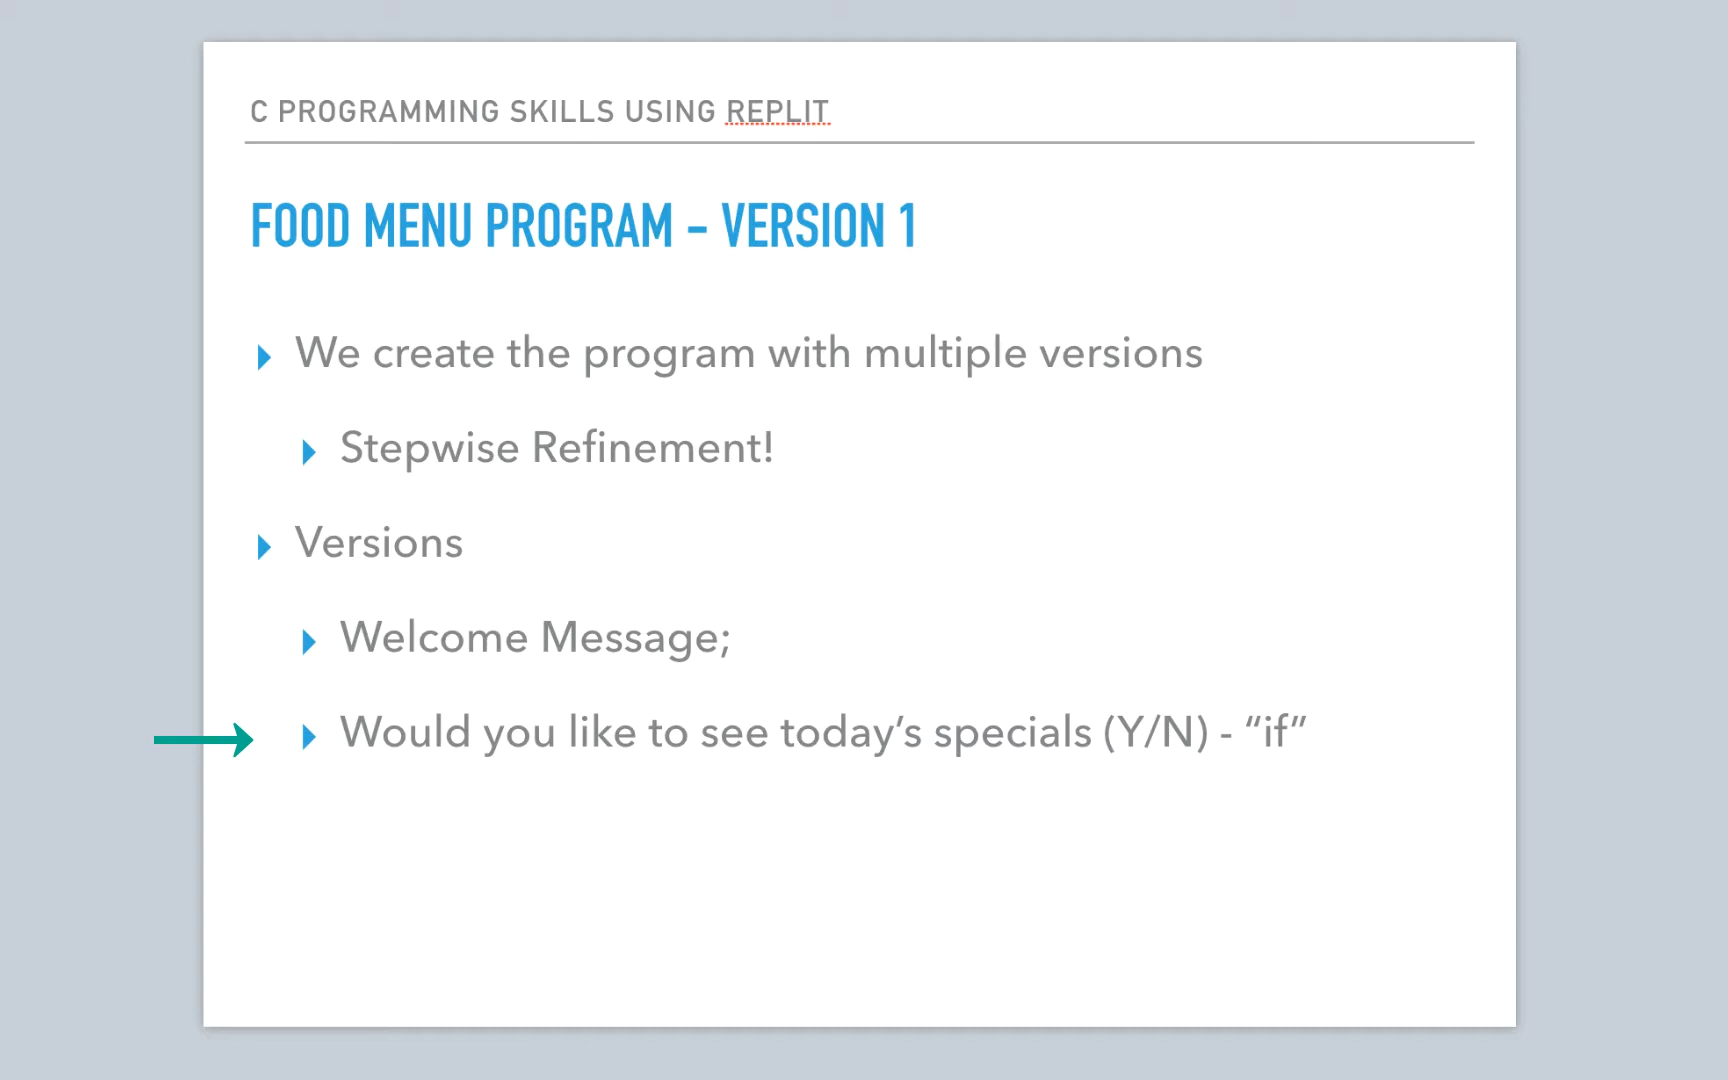 C PROGRAMMING SKILLS USING REPLIT
FOOD MENU PROGRAM – VERSION 1
We create the program with multiple versions
Stepwise Refinement!
Versions
Welcome Message;
Would you like to see today’s specials (Y/N) - “if”